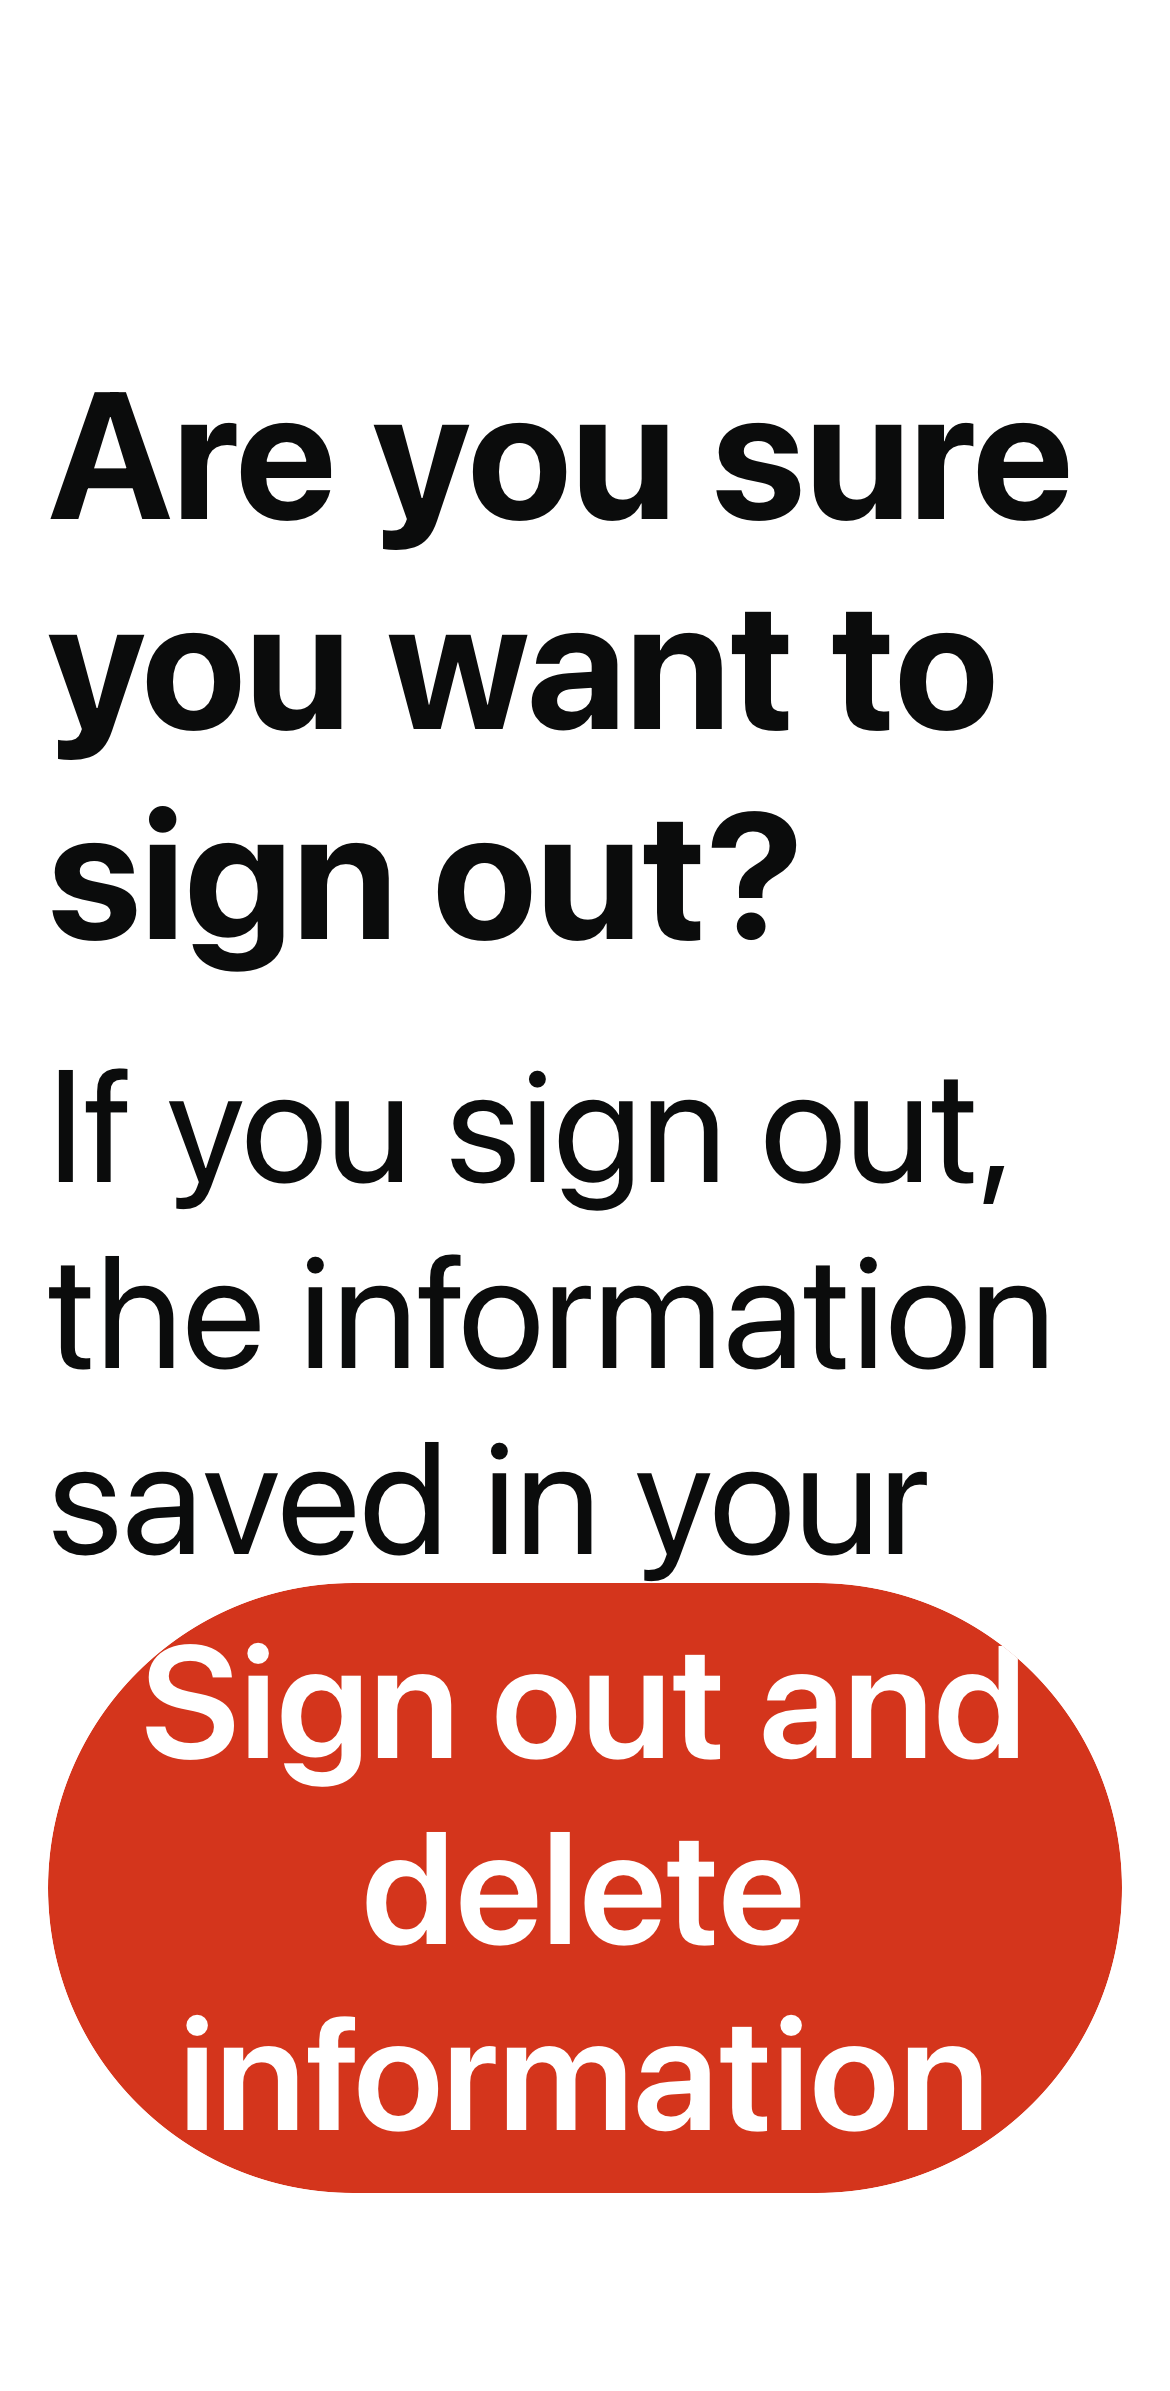 Are you sure
you want to
sign out?
If you sign out,
the information
saved in your
Sign out and
delete
information